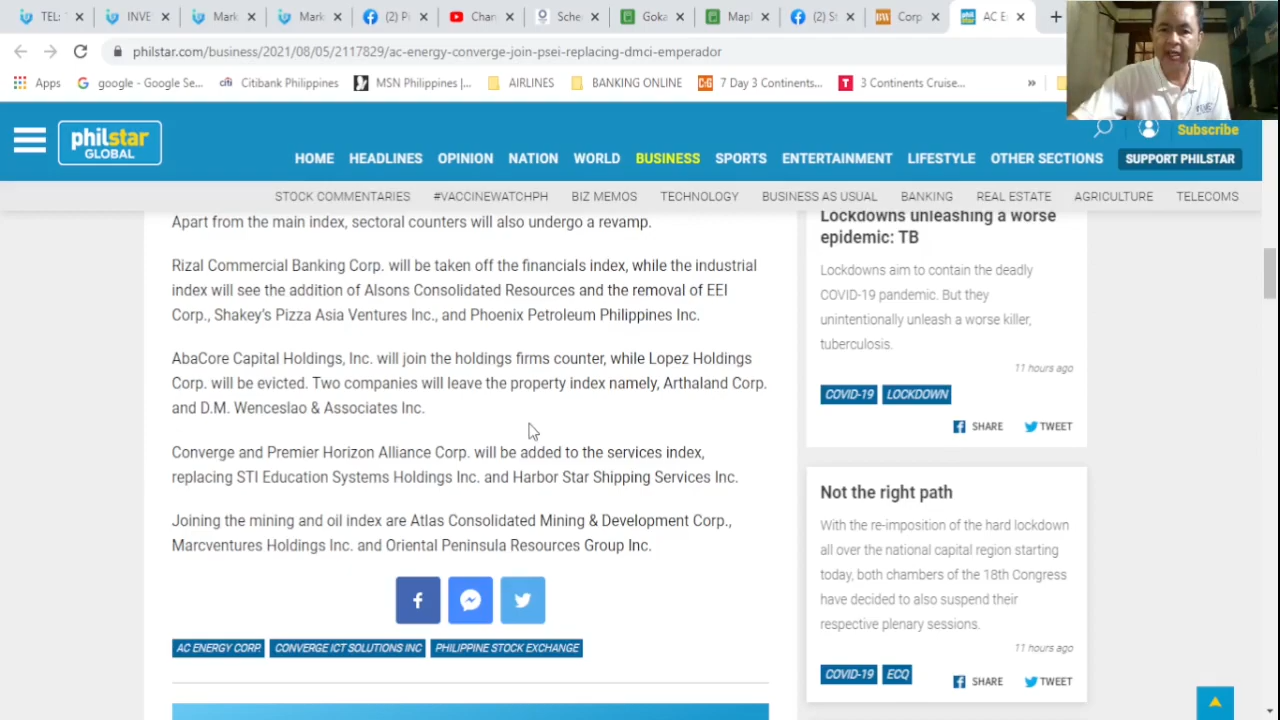 TEL:
INVE
Mark
Mark
(2) Pi
Chan
Sche
Goka
Mapl
(2) St
Corp
AC E
philstar.com/business/2021/08/05/2117829/ac-energy-converge-join-psei-replacing-dmci-emperador
Apps
google - Google Se...
Citibank Philippines
MSN Philippines |...
AIRLINES
BANKING ONLINE
7 Day 3 Continents...
3 Continents Cruise...
»
philstar
GLOBAL
Subscribe
HOME HEADLINES OPINION NATION WORLD BUSINESS SPORTS ENTERTAINMENT LIFESTYLE OTHER SECTIONS SUPPORT PHILSTAR
STOCK COMMENTARIES #VACCINEWATCHPH BIZ MEMOS TECHNOLOGY BUSINESS AS USUAL BANKING REAL ESTATE AGRICULTURE TELECOMS
Apart from the main index, sectoral counters will also undergo a revamp.
Rizal Commercial Banking Corp. will be taken off the financials index, while the industrial
index will see the addition of Alsons Consolidated Resources and the removal of EEI
Corp., Shakey's Pizza Asia Ventures Inc., and Phoenix Petroleum Philippines Inc.
AbaCore Capital Holdings, Inc. will join the holdings firms counter, while Lopez Holdings
Corp. will be evicted. Two companies will leave the property index namely, Arthaland Corp.
and D.M. Wenceslao & Associates Inc.
Converge and Premier Horizon Alliance Corp. will be added to the services index,
replacing STI Education Systems Holdings Inc. and Harbor Star Shipping Services Inc.
Joining the mining and oil index are Atlas Consolidated Mining & Development Corp.,
Marcventures Holdings Inc. and Oriental Peninsula Resources Group Inc.
AC ENERGY CORP.
CONVERGE ICT SOLUTIONS INC
PHILIPPINE STOCK EXCHANGE
Lockdowns unleashing a worse
epidemic: TB
Lockdowns aim to contain the deadly
COVID-19 pandemic. But they
unintentionally unleash a worse killer,
tuberculosis.
11 hours ago
COVID-19 LOCKDOWN
SHARE TWEET
Not the right path
With the re-imposition of the hard lockdown
all over the national capital region starting
today, both chambers of the 18th Congress
have decided to also suspend their
respective plenary sessions.
11 hours ago
COVID-19 ECQ
SHARE TWEET